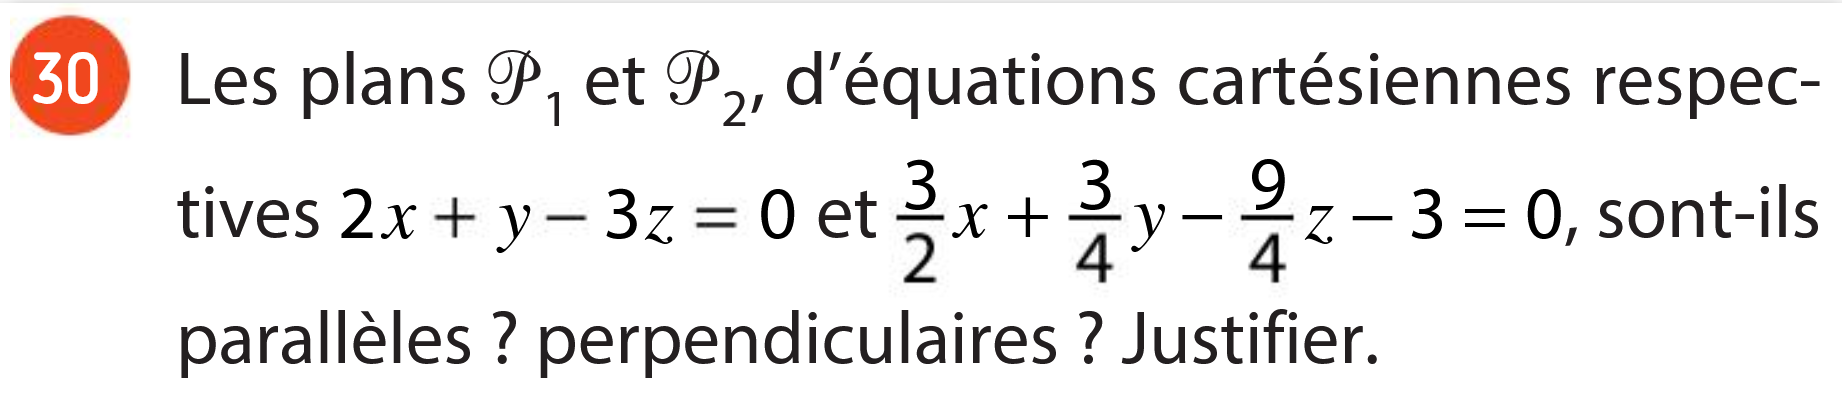 30 Les plans 𝒫₁ et 𝒫₂, d’équations cartésiennes respec-
tives 2x + y − 3z = 0 et 3/2 x + 3/4 y − 9/4 z − 3 = 0, sont-ils
parallèles ? perpendiculaires ? Justifier.